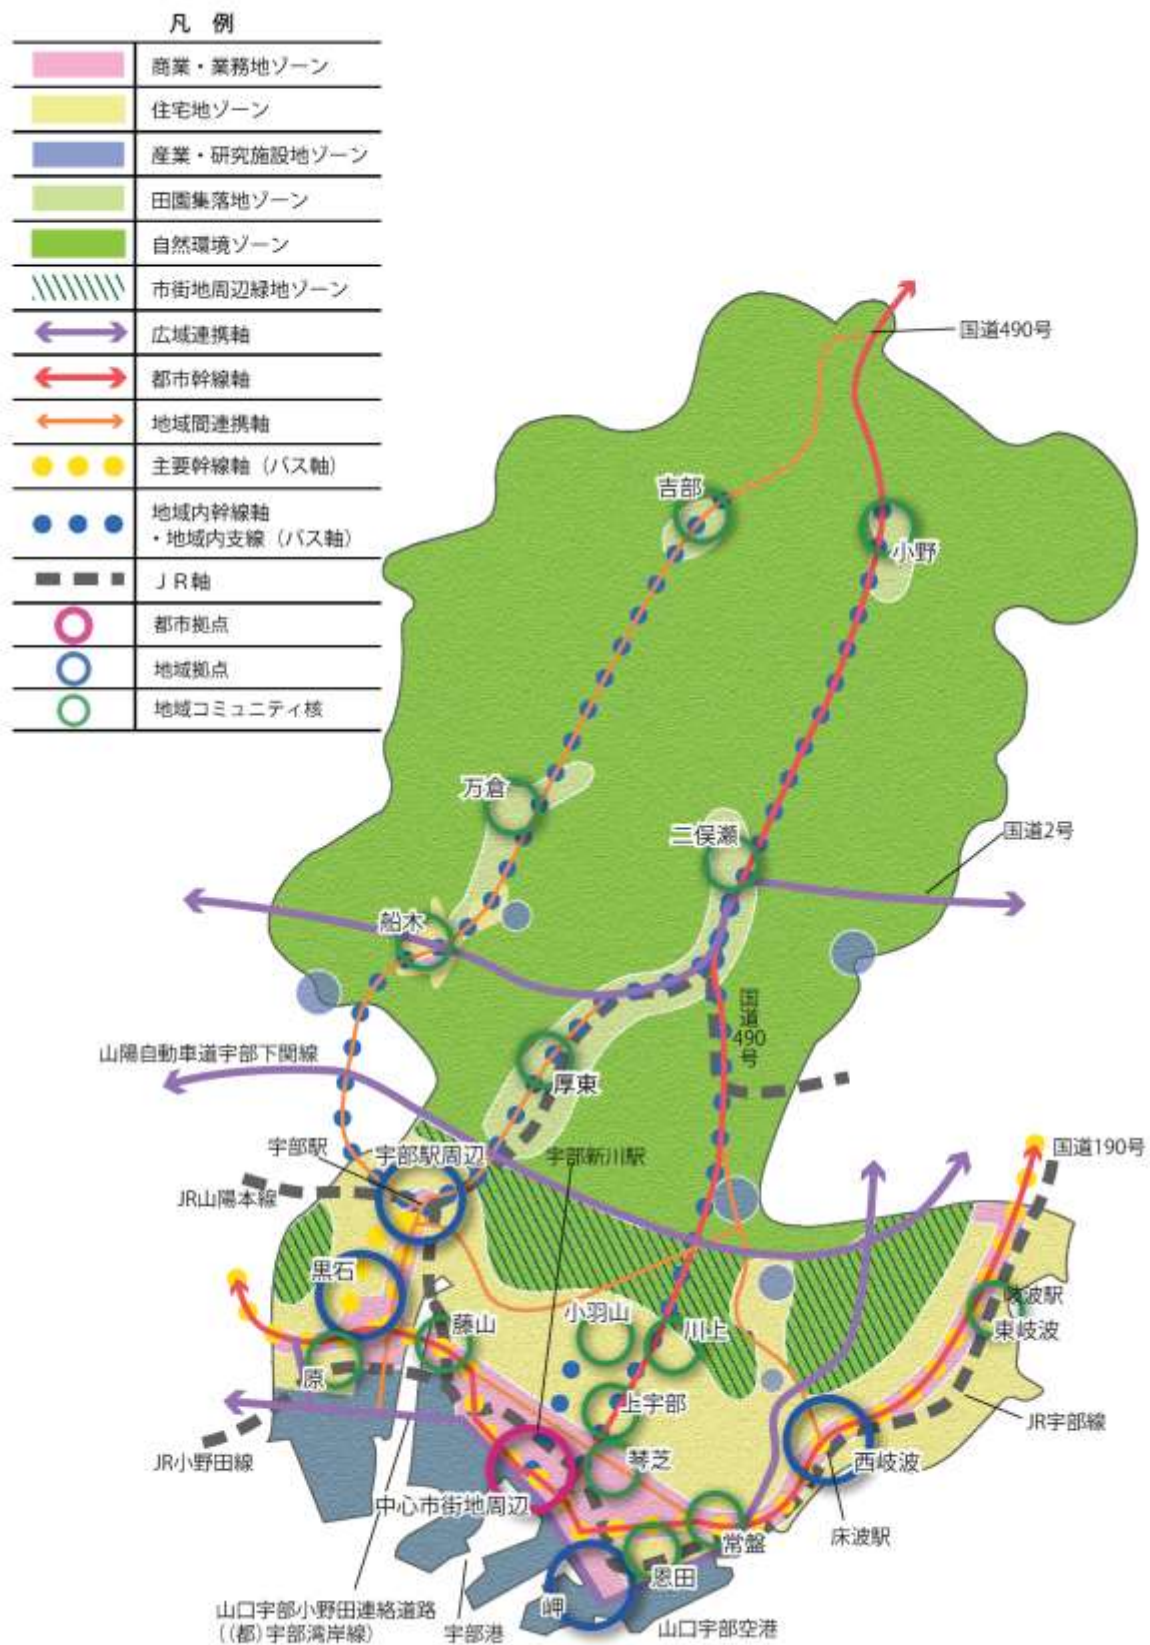 凡 例
商業・業務地ゾーン
住宅地ゾーン
産業・研究施設地ゾーン
田園集落地ゾーン
自然環境ゾーン
市街地周辺緑地ゾーン
広域連携軸
都市幹線軸
地域間連携軸
主要幹線軸（バス軸）
地域内幹線軸
・地域内支線（バス軸）
ＪＲ軸
都市拠点
地域拠点
地域コミュニティ核
国道490号
吉部
小野
万倉
二俣瀬
国道2号
船木
国道490号
山陽自動車道宇部下関線
厚東
宇部駅
宇部駅周辺
宇部新川駅
国道190号
JR山陽本線
黒石
小羽山
川上
藤山
岐波駅
東岐波
原
上宇部
JR宇部線
JR小野田線
琴芝
西岐波
中心市街地周辺
常盤
床波駅
恩田
岬
山口宇部小野田連絡道路
（（都）宇部湾岸線）
宇部港
山口宇部空港